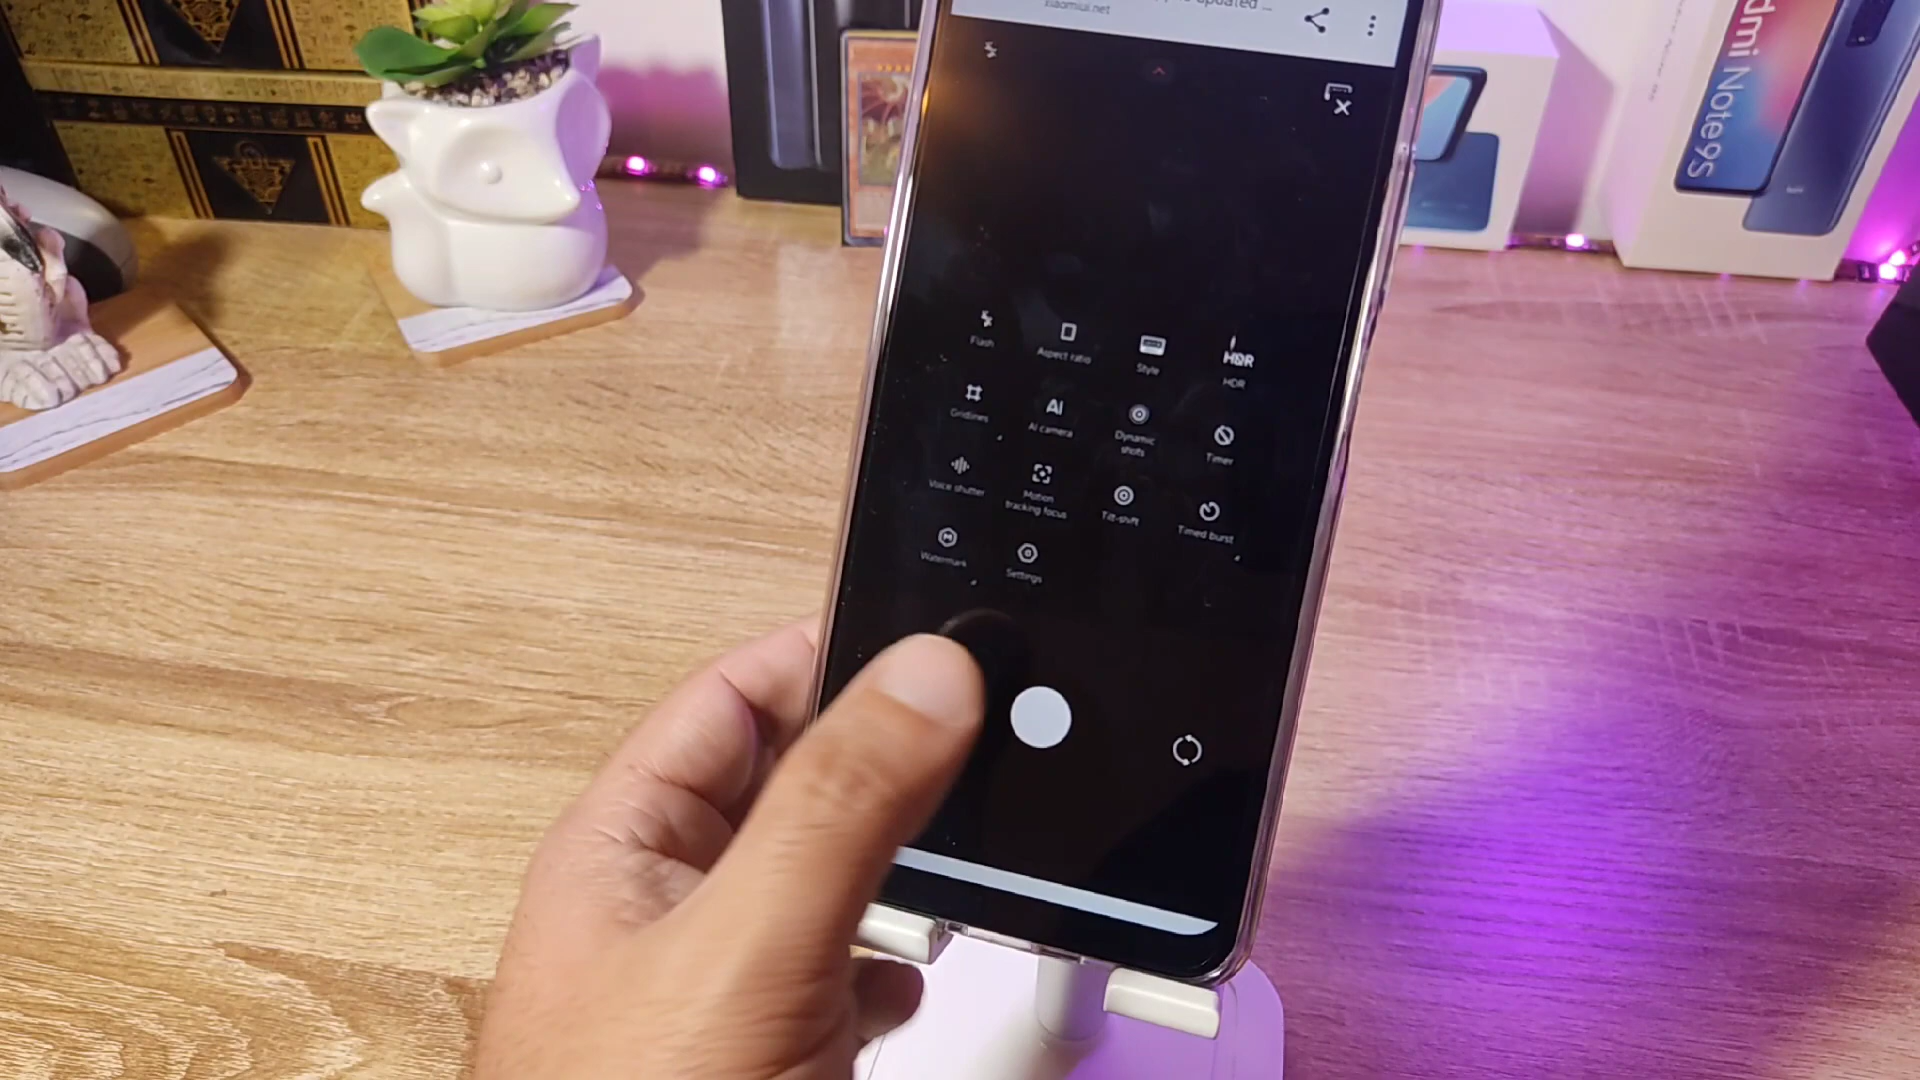 updated ...
xiaomiui.net
Flash
Aspect ratio
Style
HDR
HDR
Gridlines
AI
AI camera
Dynamic
shots
Timer
Voice shutter
Motion
tracking focus
Tilt-shift
Timed burst
Watermark
Settings
dmi Note9S